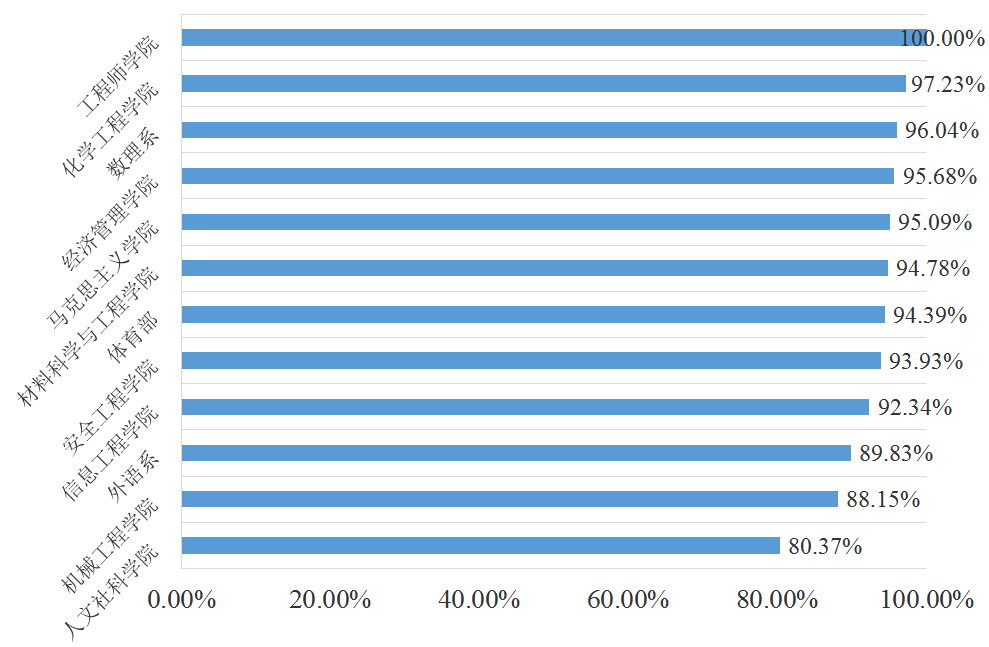 工程师学院 100.00%
化学工程学院 97.23%
数理系 96.04%
经济管理学院 95.68%
马克思主义学院 95.09%
材料科学与工程学院 94.78%
体育部 94.39%
安全工程学院 93.93%
信息工程学院 92.34%
外语系 89.83%
机械工程学院 88.15%
人文社科学院 80.37%
0.00% 20.00% 40.00% 60.00% 80.00% 100.00%